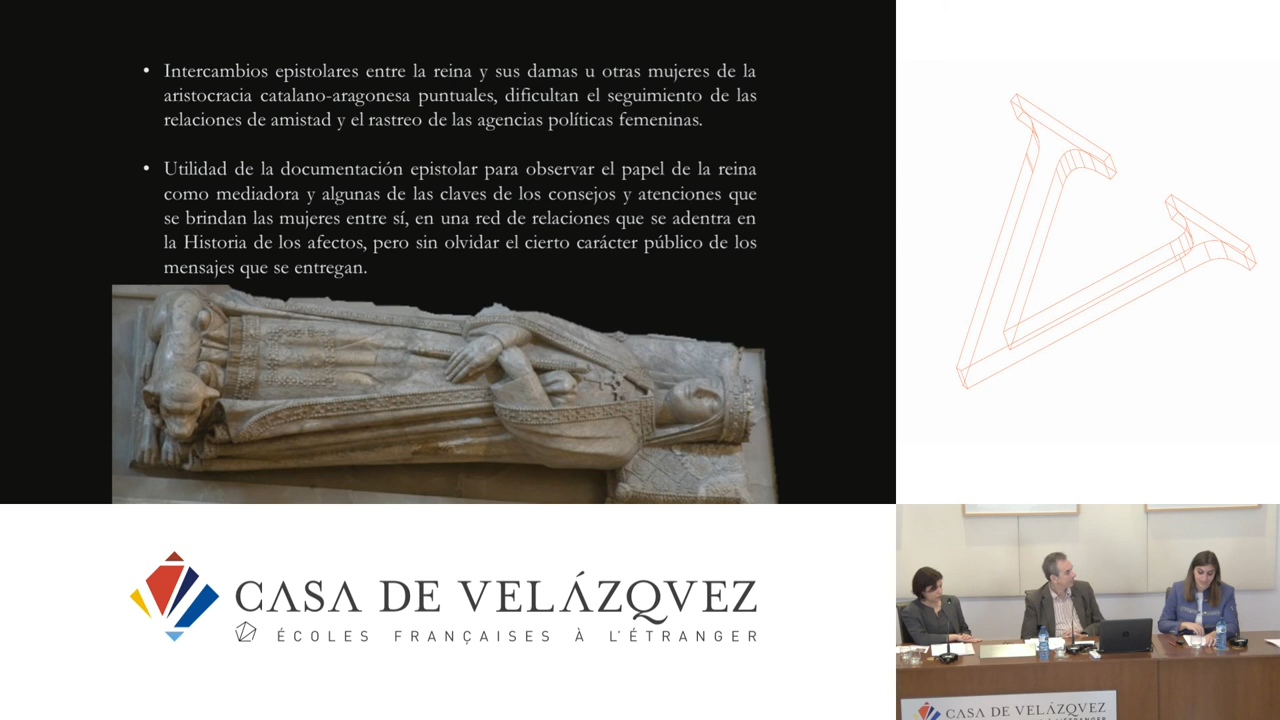 • Intercambios epistolares entre la reina y sus damas u otras mujeres de la
aristocracia catalano-aragonesa puntuales, dificultan el seguimiento de las
relaciones de amistad y el rastreo de las agencias políticas femeninas.
• Utilidad de la documentación epistolar para observar el papel de la reina
como mediadora y algunas de las claves de los consejos y atenciones que
se brindan las mujeres entre sí, en una red de relaciones que se adentra en
la Historia de los afectos, pero sin olvidar el cierto carácter público de los
mensajes que se entregan.
CASA DE VELÁZQVEZ
ÉCOLES FRANÇAISES À L'ÉTRANGER
CASA DE VELÁZQVEZ